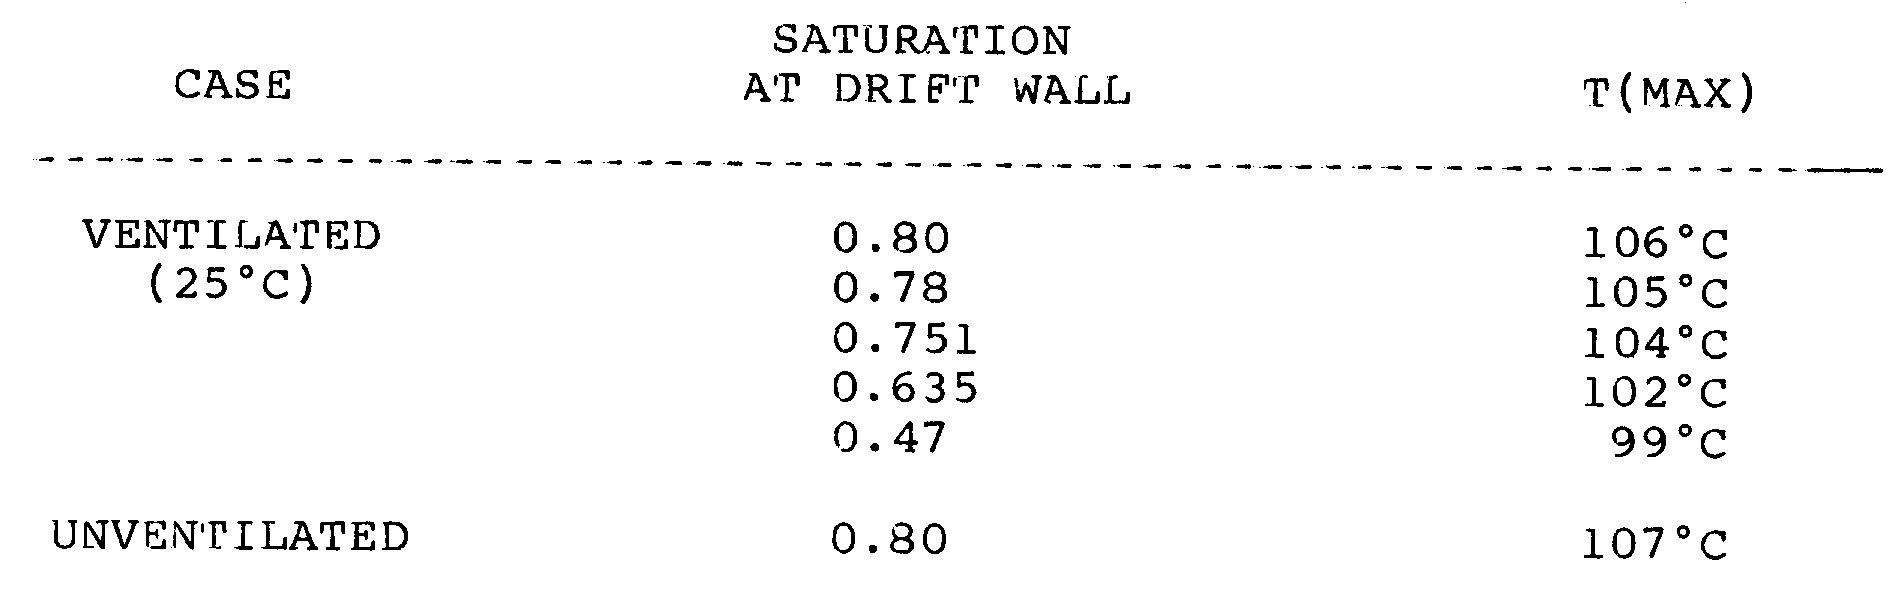 SATURATION
CASE AT DRIFT WALL T(MAX)
VENTILATED 0.80 106°C
(25°C) 0.78 105°C
0.751 104°C
0.635 102°C
0.47 99°C
UNVENTILATED 0.80 107°C